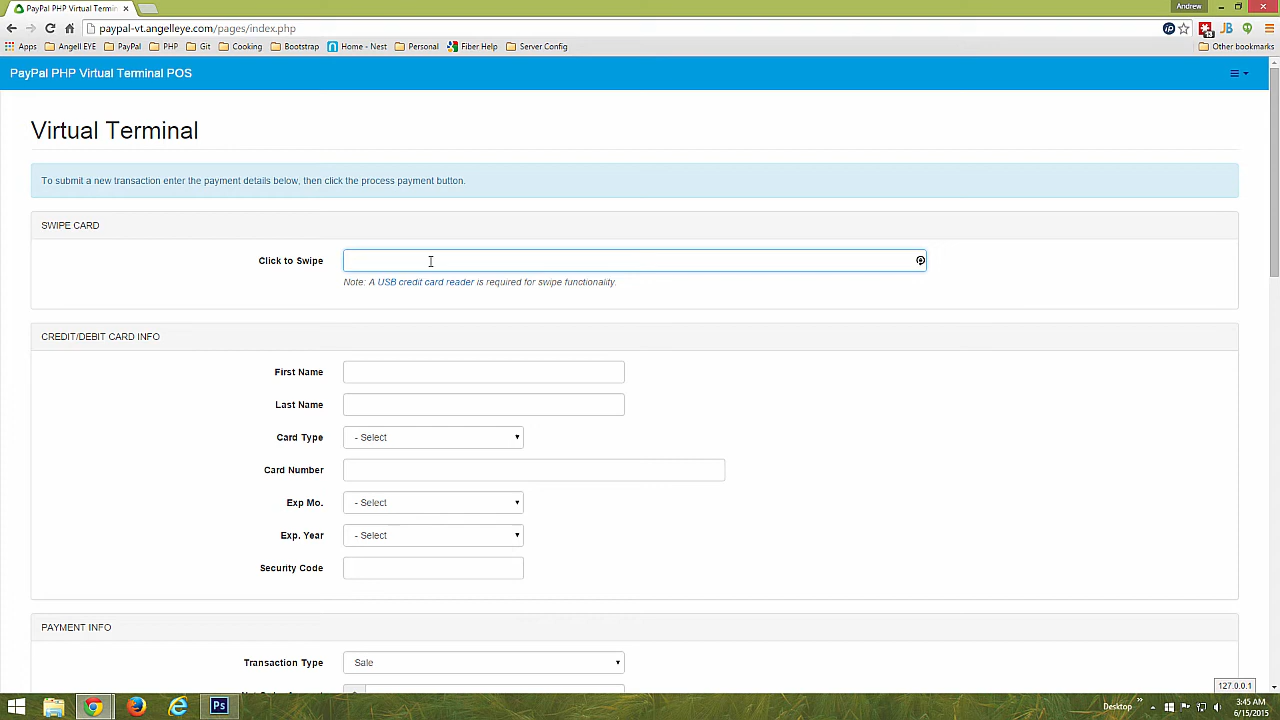 PayPal PHP Virtual Termin
Andrew
paypal-vt.angelleye.com/pages/index.php
Apps Angell EYE PayPal PHP Git Cooking Bootstrap Home - Nest Personal Fiber Help Server Config Other bookmarks
PayPal PHP Virtual Terminal POS
Virtual Terminal
To submit a new transaction enter the payment details below, then click the process payment button.
SWIPE CARD
Click to Swipe
Note: A USB credit card reader is required for swipe functionality.
CREDIT/DEBIT CARD INFO
First Name
Last Name
Card Type - Select
Card Number
Exp Mo. - Select
Exp. Year - Select
Security Code
PAYMENT INFO
Transaction Type Sale
127.0.0.1
Ps
Desktop
3:45 AM
6/15/2015